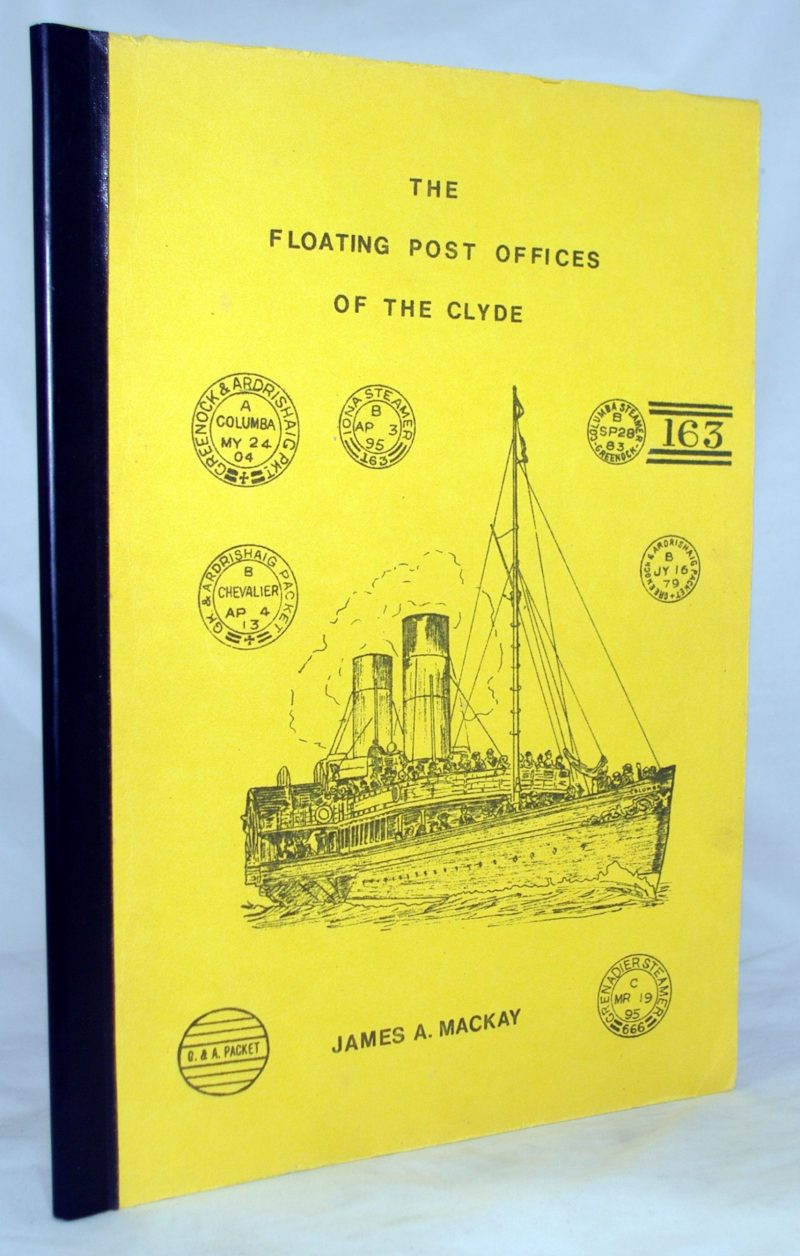 THE
FLOATING POST OFFICES
OF THE CLYDE
GREENOCK & ARDRISHAIG PKT
A
COLUMBA
MY 24
04
IONA STEAMER
B
AP 3
95
163
COLUMBA STEAMER
B
SP28
83
GREENOCK
163
GK & ARDRISHAIG PACKET
B
CHEVALIER
AP 4
13
GREENOCK & ARDRISHAIG PACKET
B
JY 16
79
COLUMBA
GRENADIER STEAMER
C
MR 19
95
666
G. & A. PACKET
JAMES A. MACKAY